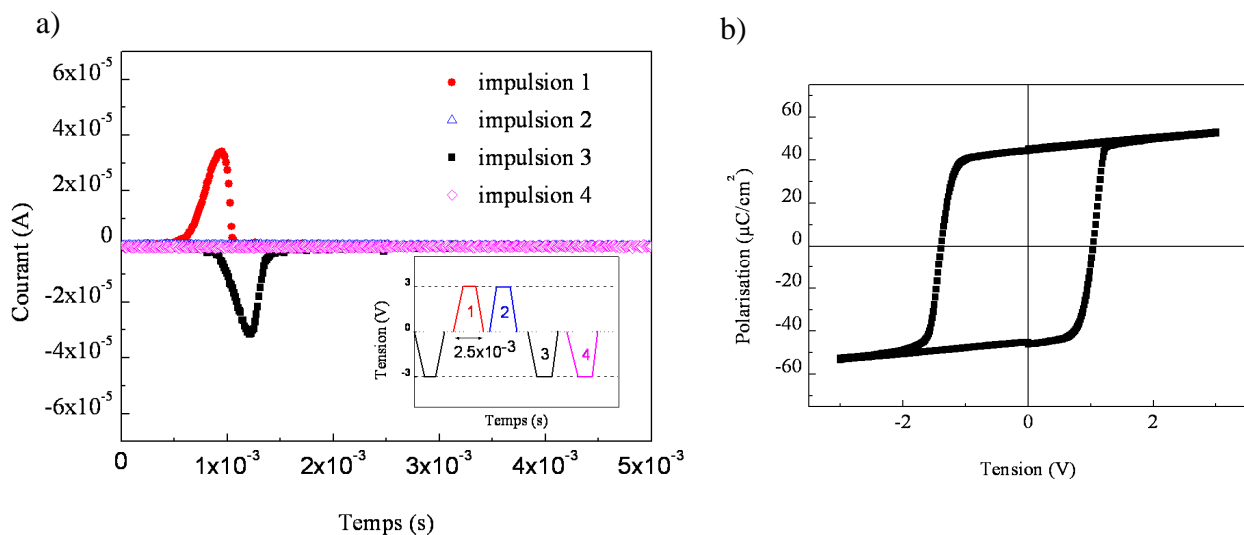 a)
6x10⁻⁵
4x10⁻⁵
2x10⁻⁵
0
-2x10⁻⁵
-4x10⁻⁵
-6x10⁻⁵
Courant (A)
impulsion 1
impulsion 2
impulsion 3
impulsion 4
3
0
-3
Tension (V)
1
2
3
4
2.5x10⁻³
Temps (s)
0
1x10⁻³
2x10⁻³
3x10⁻³
4x10⁻³
5x10⁻³
Temps (s)
b)
60
40
20
0
-20
-40
-60
Polarisation (µC/cm²)
-2
0
2
Tension (V)